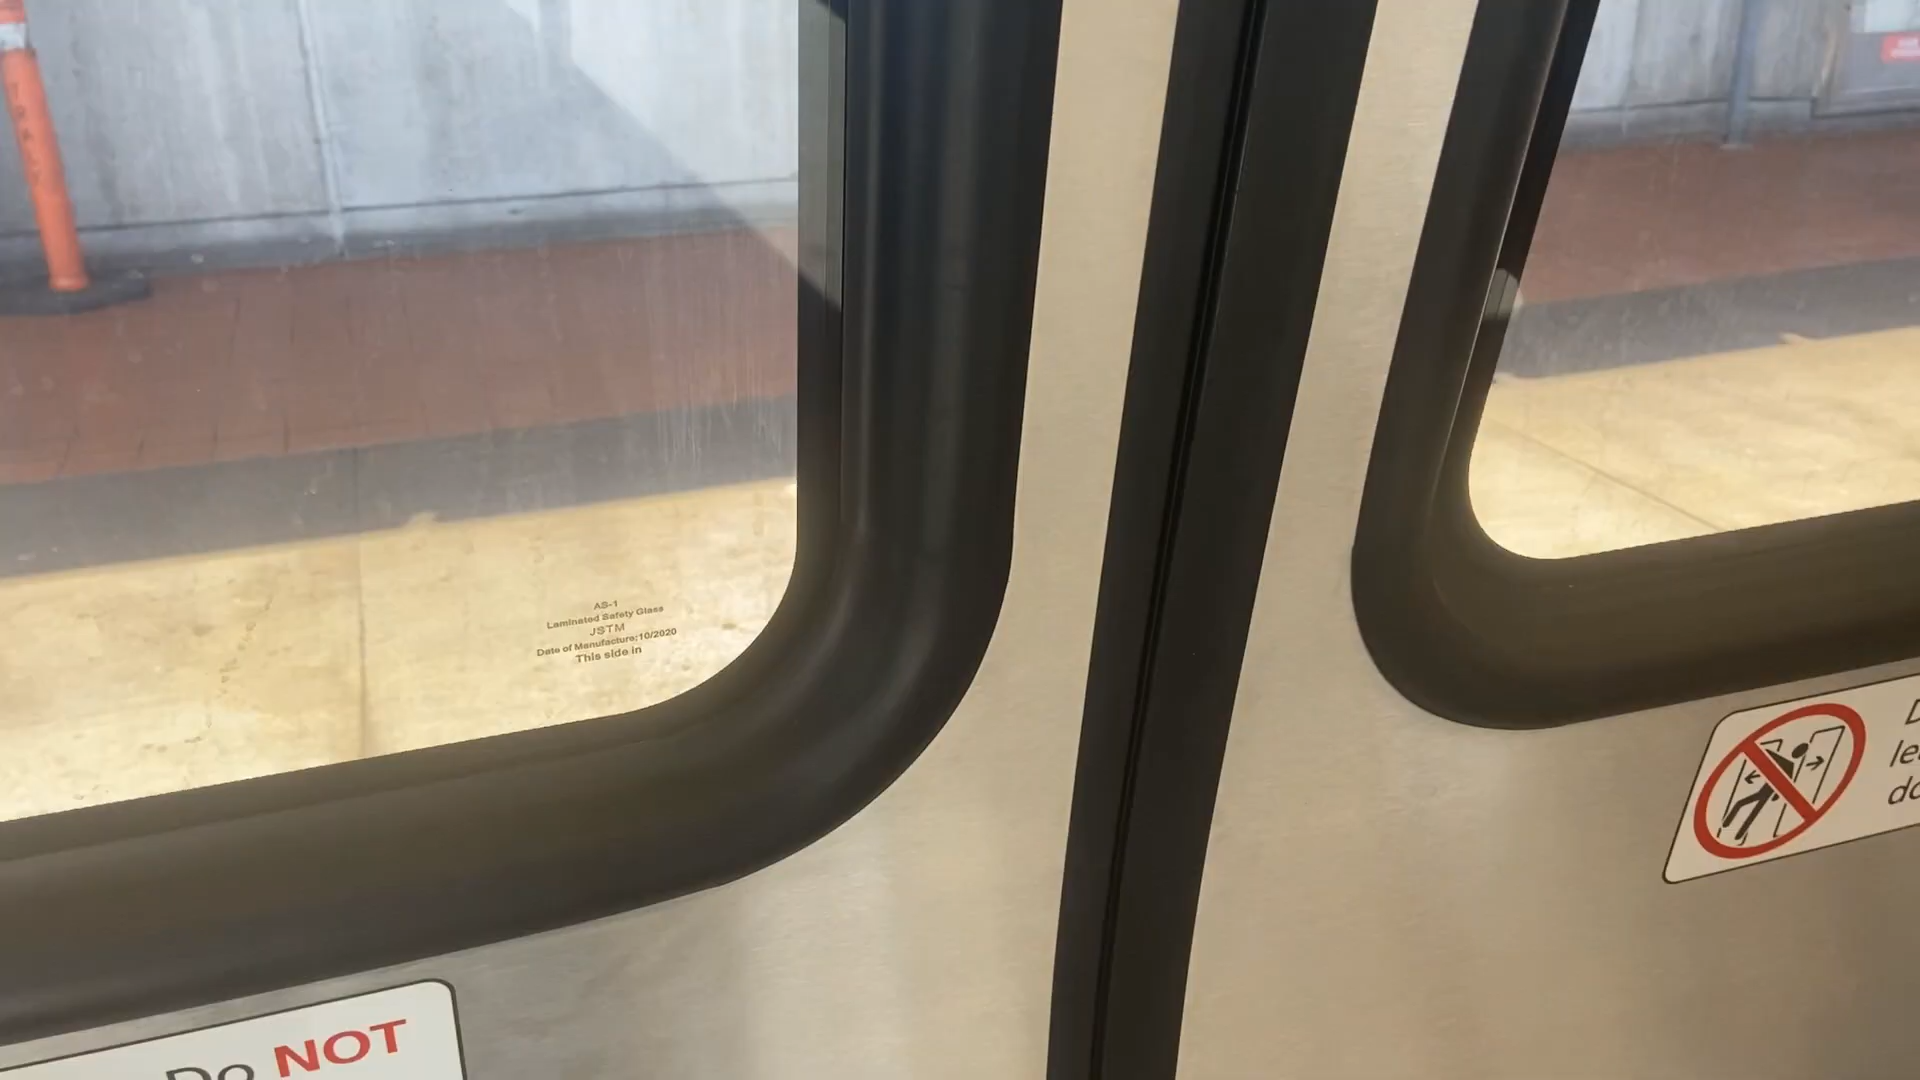 AS-1
Laminated Safety Glass
JSTM
Date of Manufacture:10/2020
This side in
Do NOT